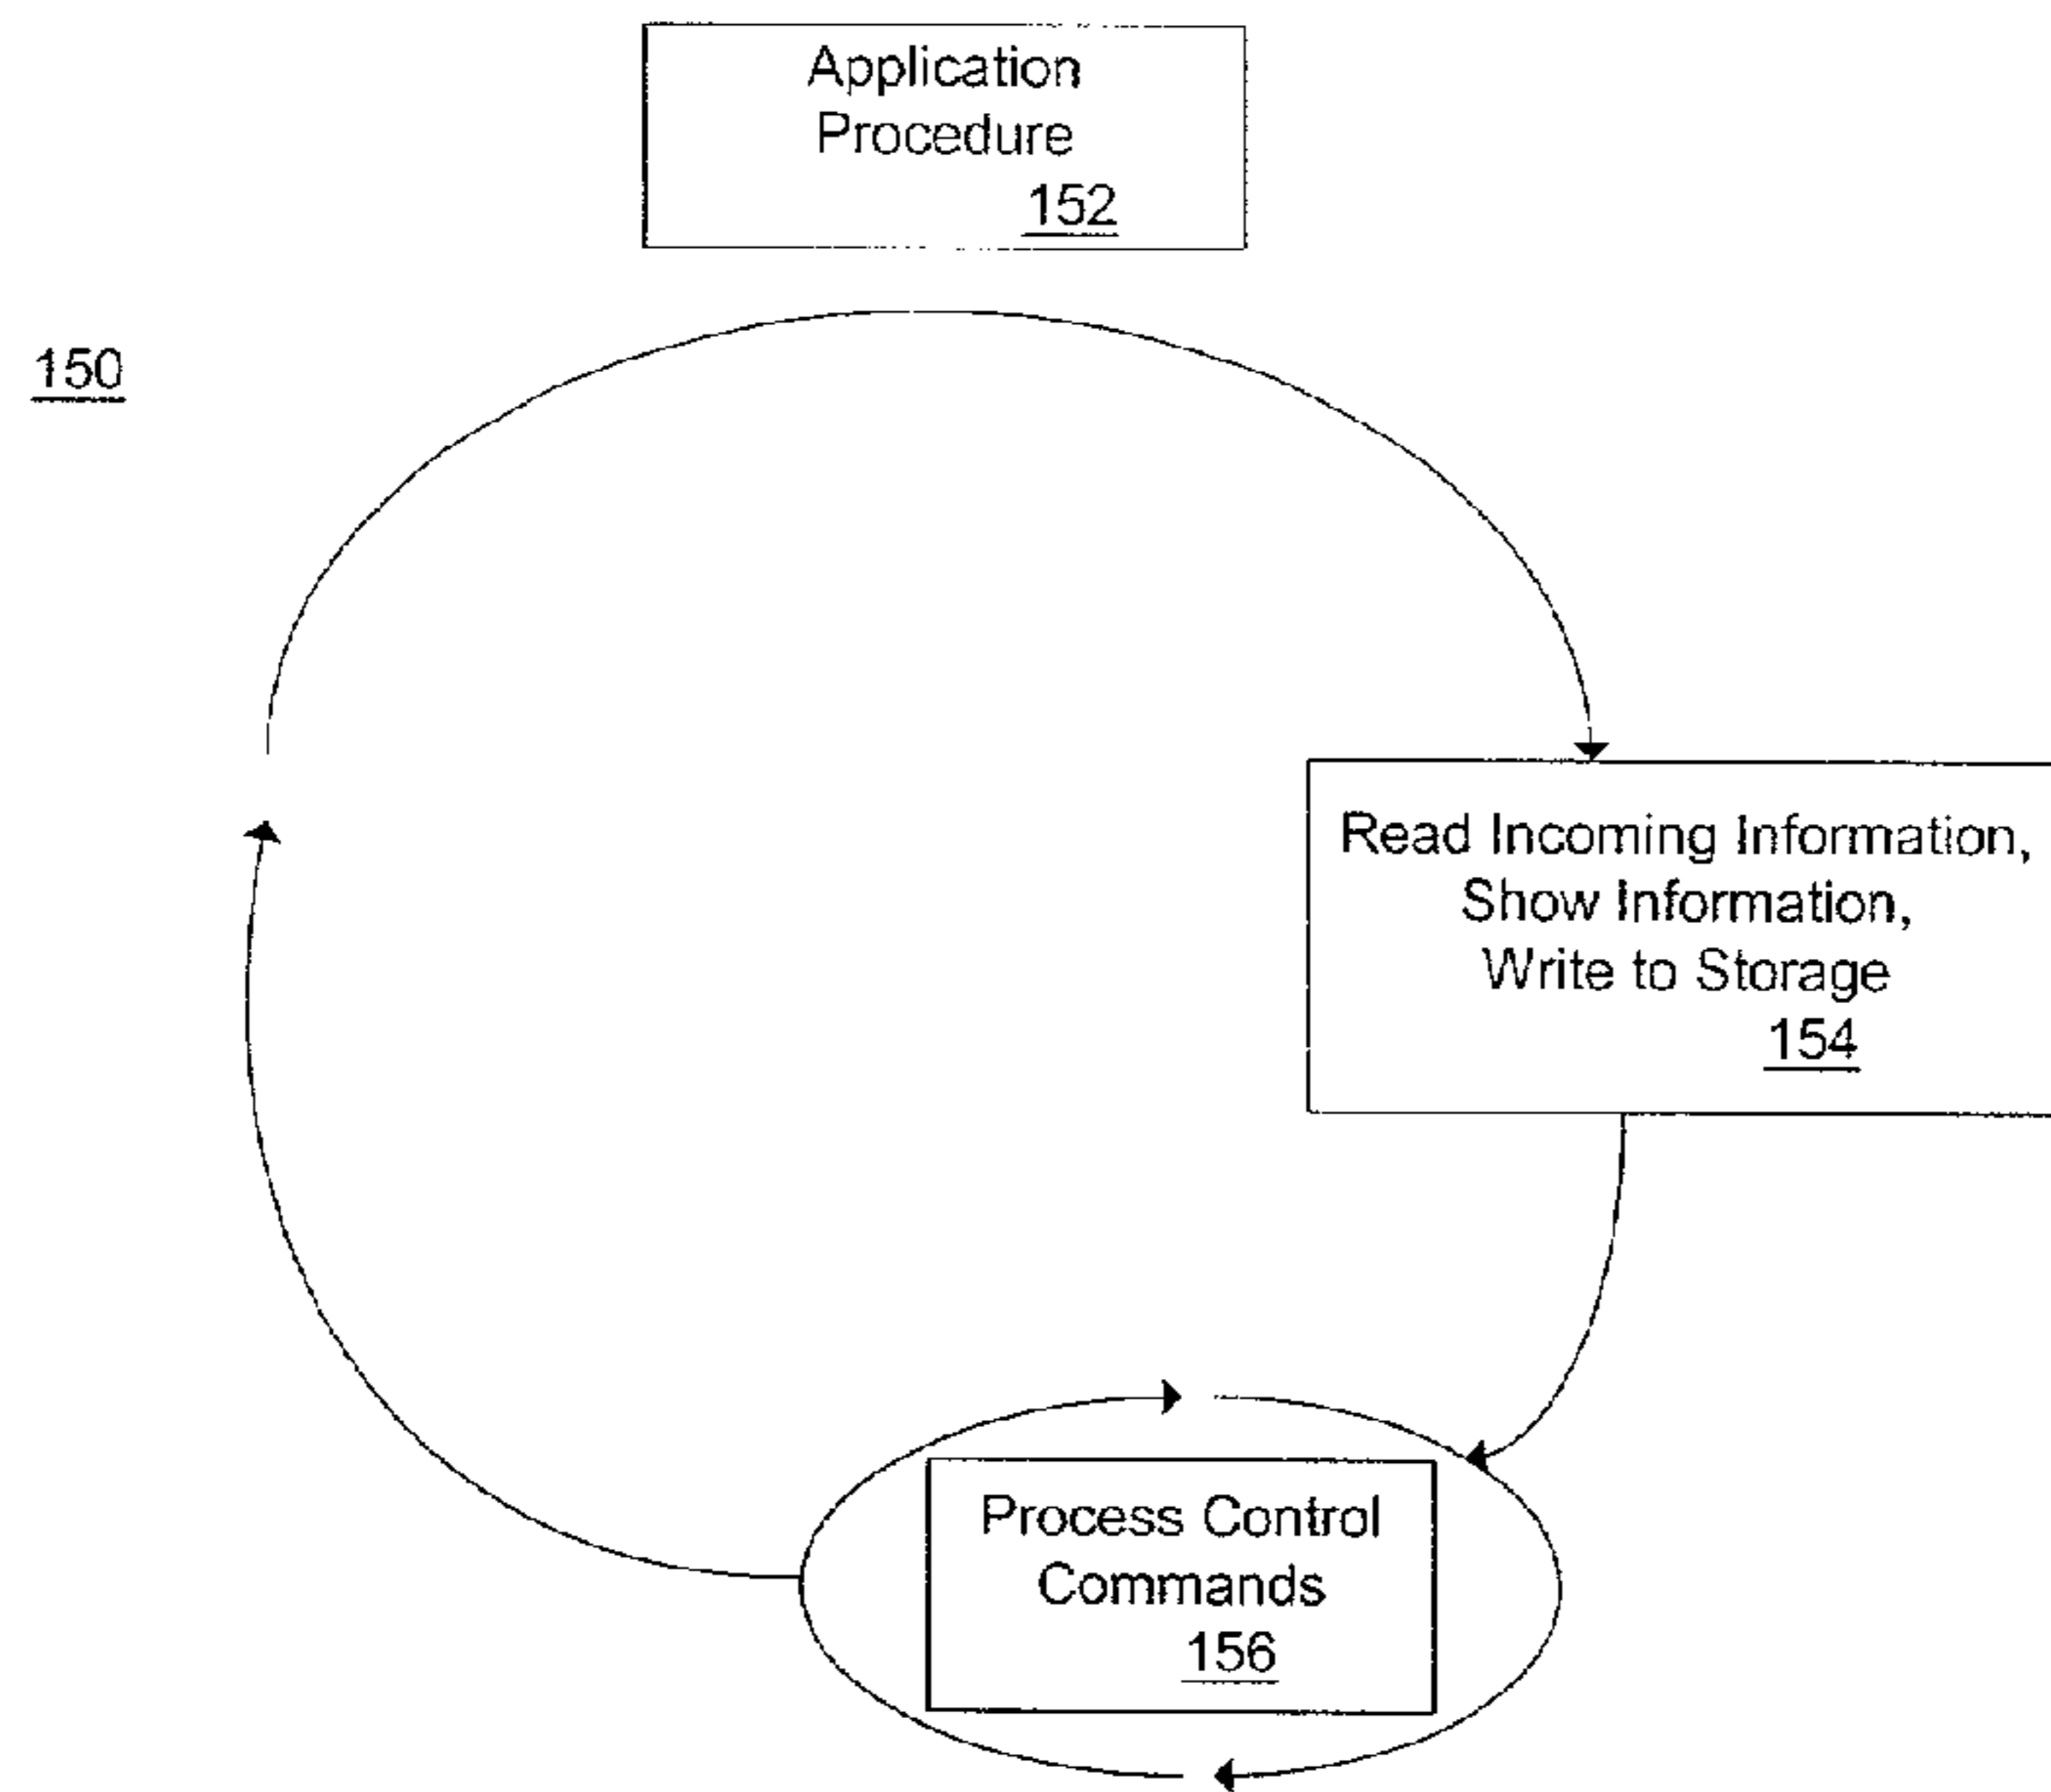 Application
Procedure
152
150
Read Incoming Information,
Show Information,
Write to Storage
154
Process Control
Commands
156